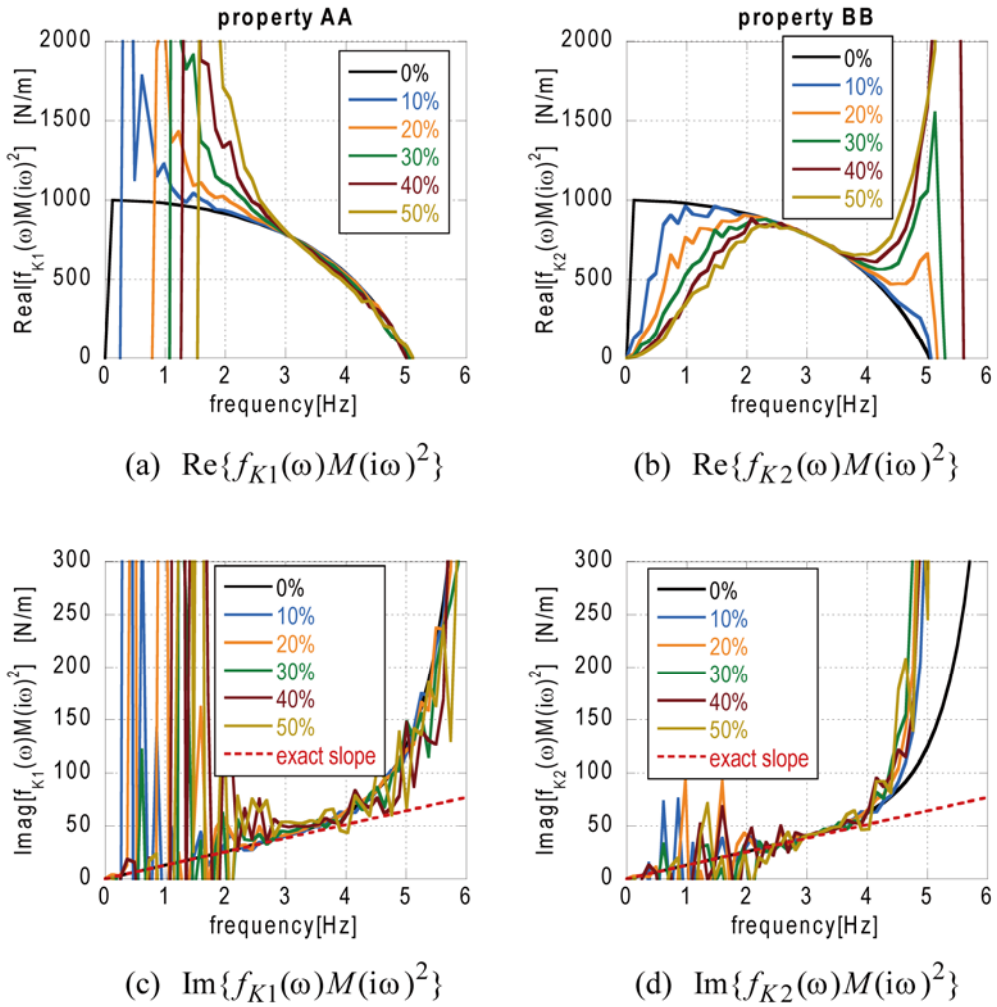 property AA
Real[f_K1(ω)M(iω)^2] [N/m]
2000
1500
1000
500
0
0%
10%
20%
30%
40%
50%
0 1 2 3 4 5 6
frequency[Hz]
(a) Re{f_K1(ω)M(iω)^2}
property BB
Real[f_K2(ω)M(iω)^2] [N/m]
2000
1500
1000
500
0
0%
10%
20%
30%
40%
50%
0 1 2 3 4 5 6
frequency[Hz]
(b) Re{f_K2(ω)M(iω)^2}
Imag[f_K1(ω)M(iω)^2] [N/m]
300
250
200
150
100
50
0
0%
10%
20%
30%
40%
50%
exact slope
0 1 2 3 4 5 6
frequency[Hz]
(c) Im{f_K1(ω)M(iω)^2}
Imag[f_K2(ω)M(iω)^2] [N/m]
300
250
200
150
100
50
0
0%
10%
20%
30%
40%
50%
exact slope
0 1 2 3 4 5 6
frequency[Hz]
(d) Im{f_K2(ω)M(iω)^2}